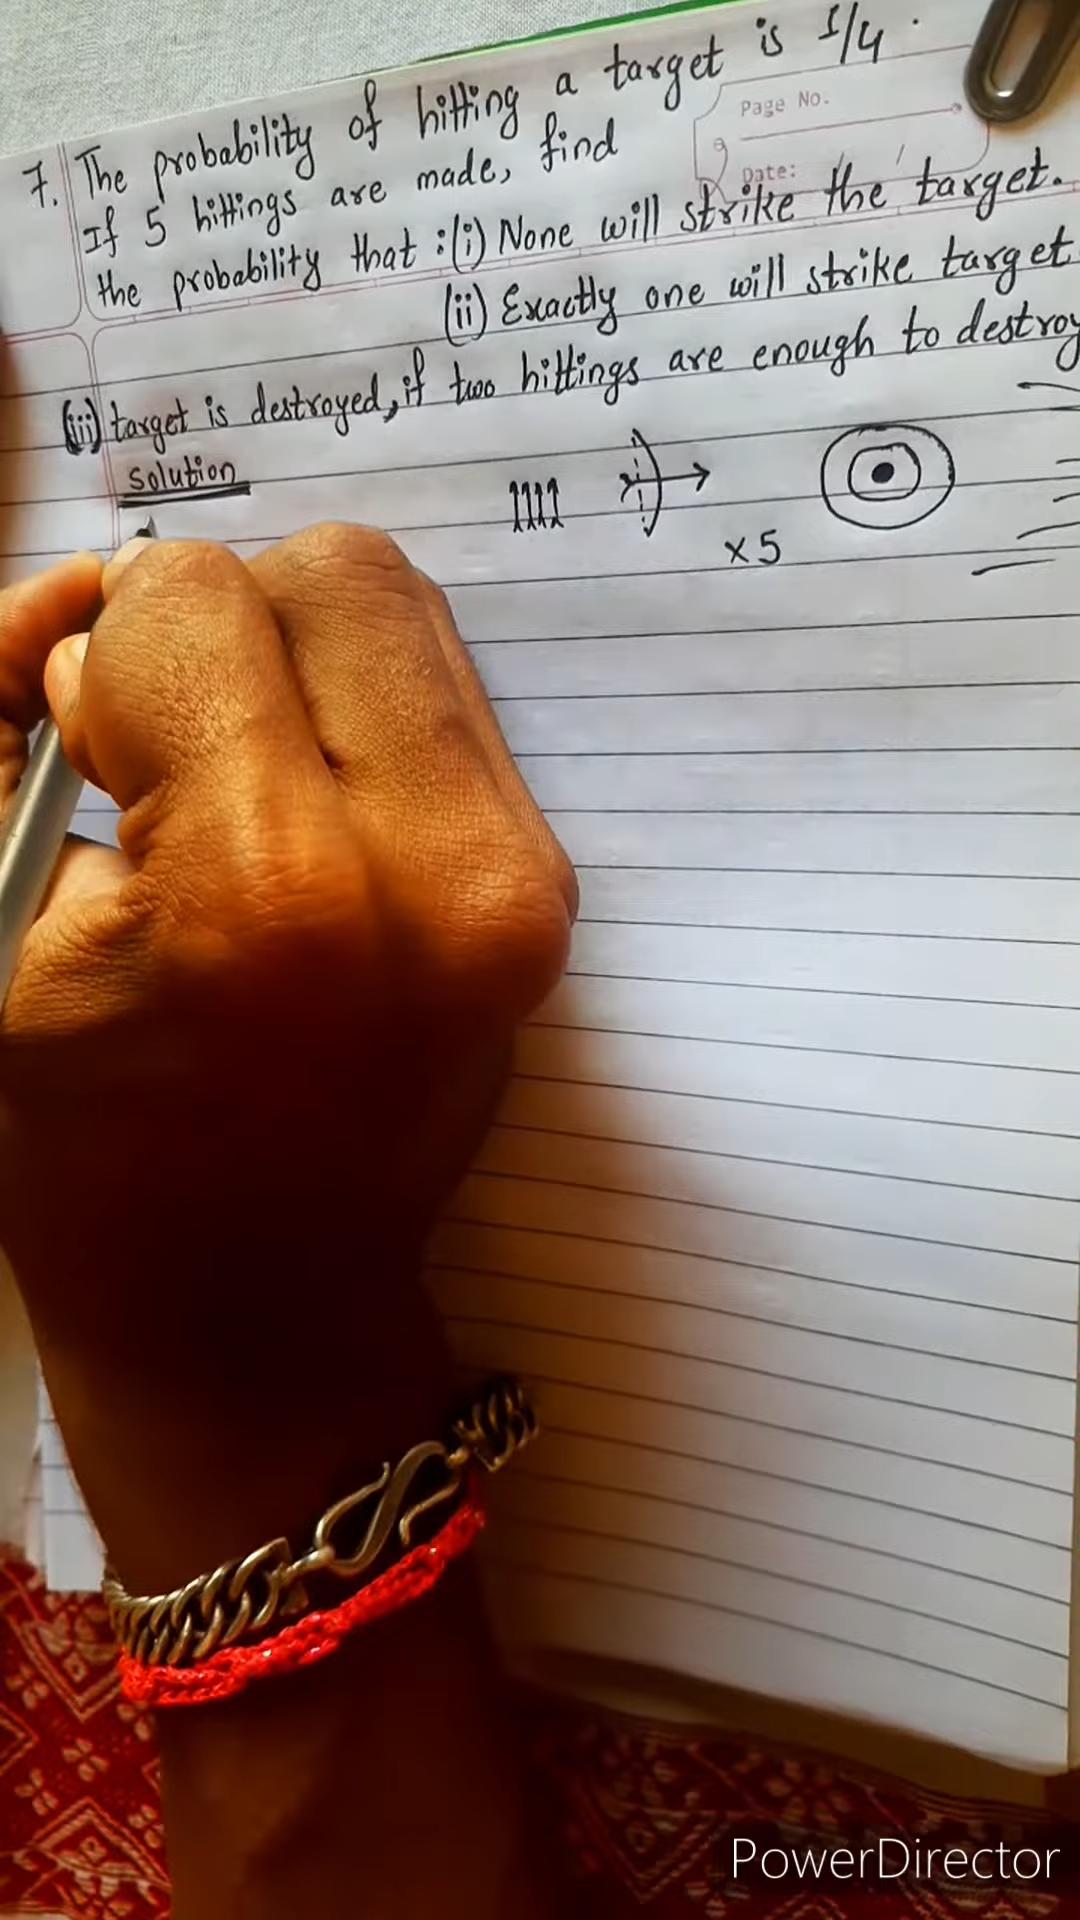 7. The probability of hitting a target is 1/4.
Page No.
If 5 hittings are made, find
Date:
the probability that :(i) None will strike the target.
(ii) Exactly one will strike target
(iii) target is destroyed, if two hittings are enough to destroy
solution
x 5
PowerDirector